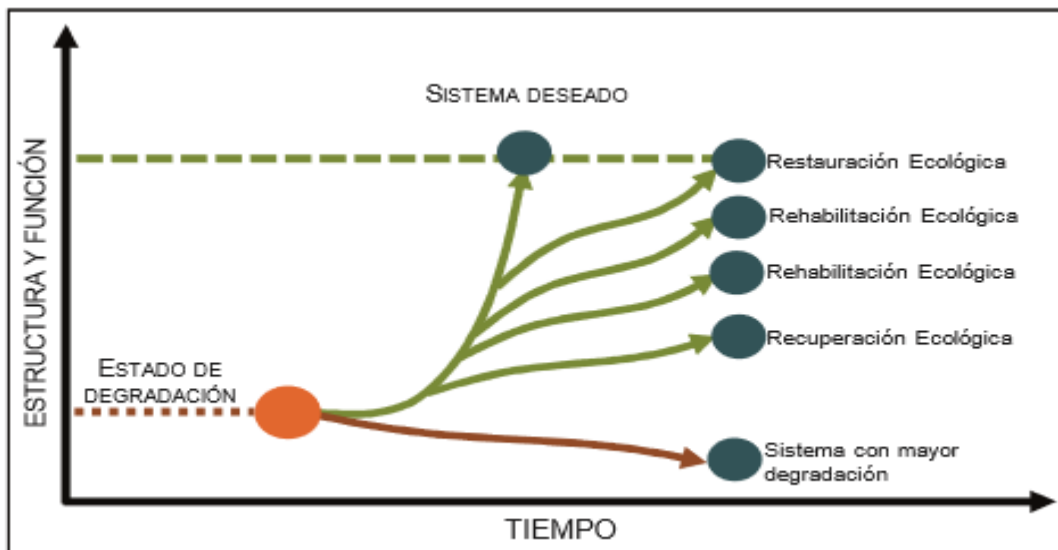 SISTEMA DESEADO
ESTRUCTURA Y FUNCIÓN
Restauración Ecológica
Rehabilitación Ecológica
Rehabilitación Ecológica
Recuperación Ecológica
ESTADO DE
DEGRADACIÓN
Sistema con mayor
degradación
TIEMPO